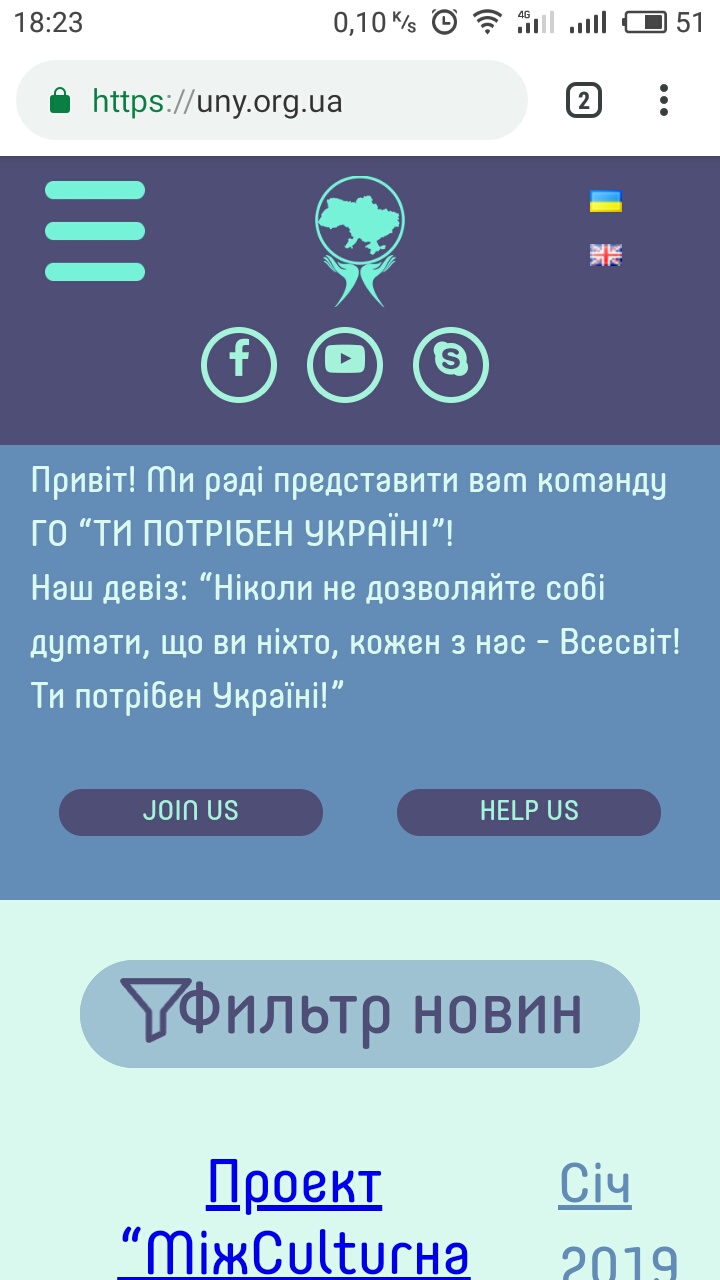 18:23 0,10 K/s 4G 51
https://uny.org.ua 2
Привіт! Ми раді представити вам команду
ГО “ТИ ПОТРІБЕН УКРАЇНІ”!
Наш девіз: “Ніколи не дозволяйте собі
думати, що ви ніхто, кожен з нас - Всесвіт!
Ти потрібен Україні!”
JOIN US HELP US
Фильтр новин
Проект Січ
“МіжCulturна 2019